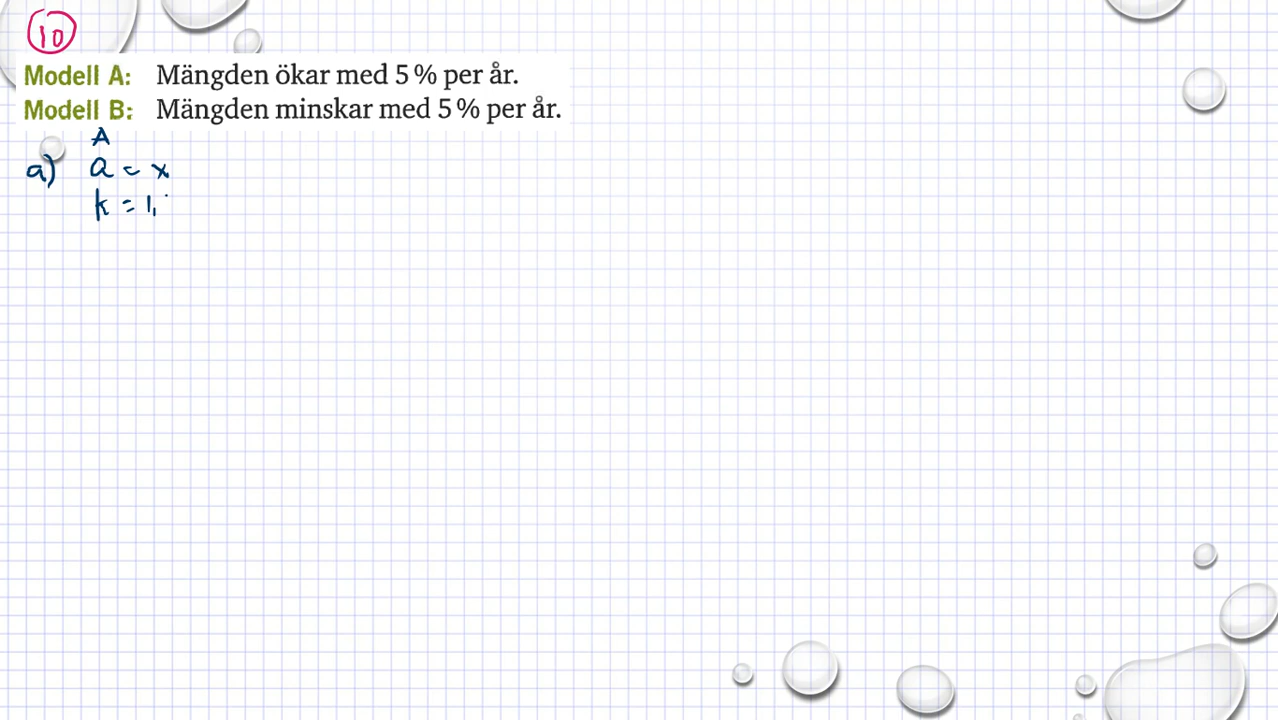 10
Modell A: Mängden ökar med 5 % per år.
Modell B: Mängden minskar med 5 % per år.
A
a) a = x
k = 1,